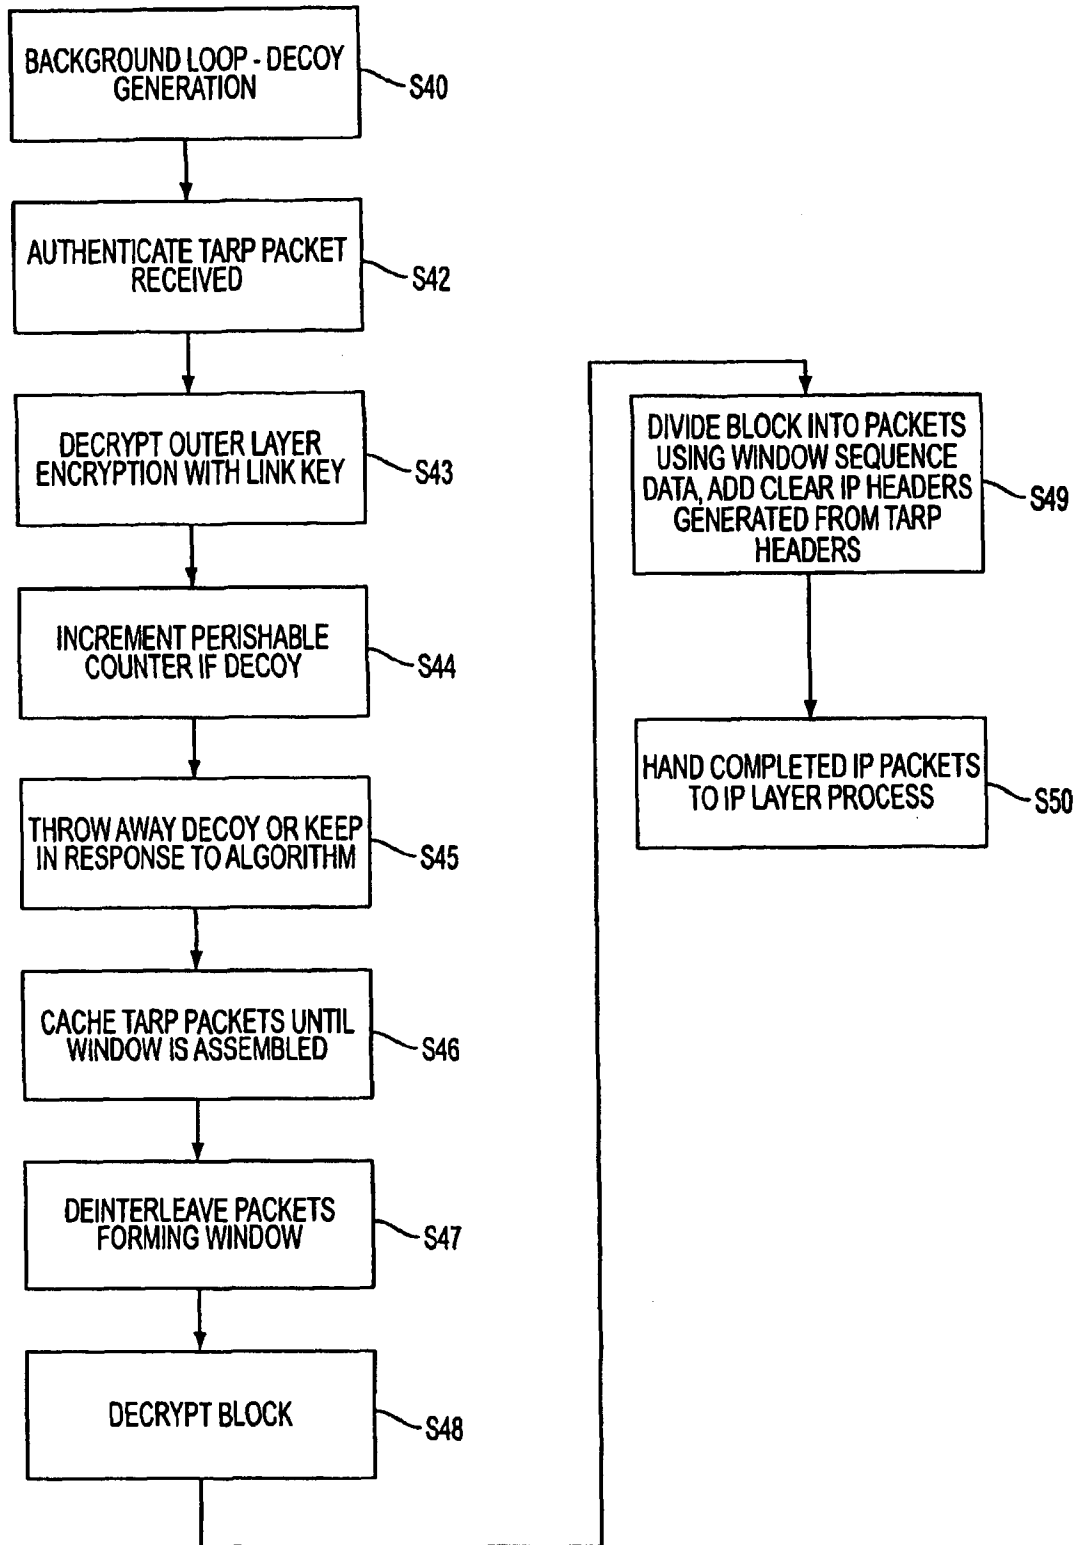 BACKGROUND LOOP - DECOY
GENERATION
S40
AUTHENTICATE TARP PACKET
RECEIVED
S42
DECRYPT OUTER LAYER
ENCRYPTION WITH LINK KEY
S43
INCREMENT PERISHABLE
COUNTER IF DECOY
S44
THROW AWAY DECOY OR KEEP
IN RESPONSE TO ALGORITHM
S45
CACHE TARP PACKETS UNTIL
WINDOW IS ASSEMBLED
S46
DEINTERLEAVE PACKETS
FORMING WINDOW
S47
DECRYPT BLOCK
S48
DIVIDE BLOCK INTO PACKETS
USING WINDOW SEQUENCE
DATA, ADD CLEAR IP HEADERS
GENERATED FROM TARP
HEADERS
S49
HAND COMPLETED IP PACKETS
TO IP LAYER PROCESS
S50